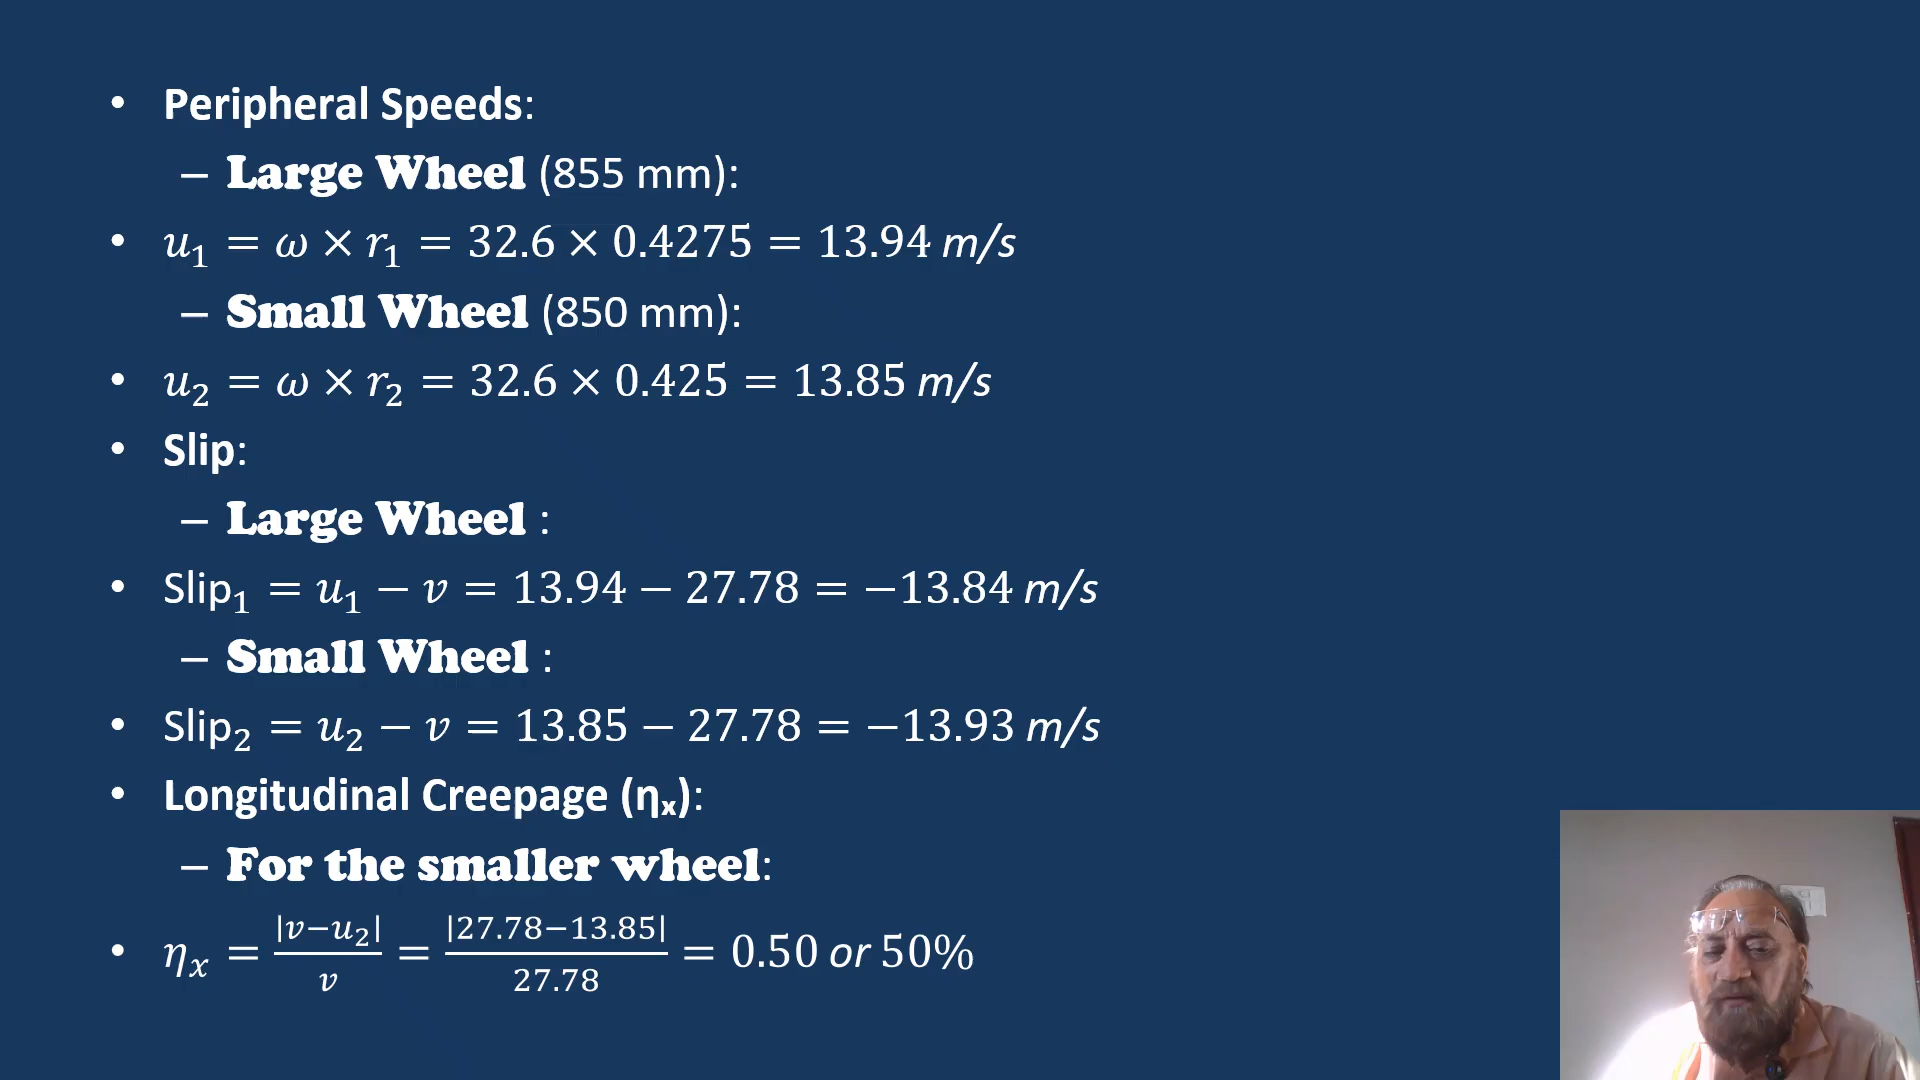 • Peripheral Speeds:
– Large Wheel (855 mm):
• u₁ = ω × r₁ = 32.6 × 0.4275 = 13.94 m/s
– Small Wheel (850 mm):
• u₂ = ω × r₂ = 32.6 × 0.425 = 13.85 m/s
• Slip:
– Large Wheel :
• Slip₁ = u₁ − v = 13.94 − 27.78 = −13.84 m/s
– Small Wheel :
• Slip₂ = u₂ − v = 13.85 − 27.78 = −13.93 m/s
• Longitudinal Creepage (ηₓ):
– For the smaller wheel:
• ηₓ = |v−u₂|/v = |27.78−13.85|/27.78 = 0.50 or 50%